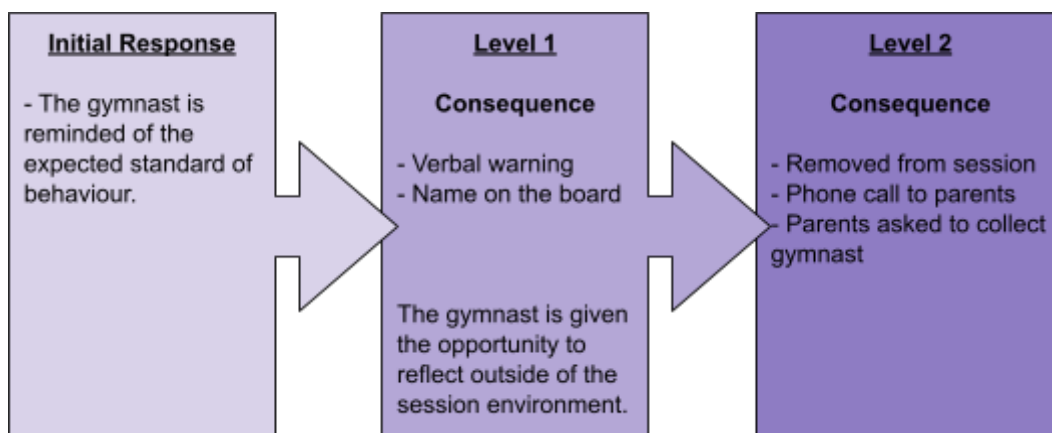 Initial Response
- The gymnast is
reminded of the
expected standard of
behaviour.
Level 1
Consequence
- Verbal warning
- Name on the board
The gymnast is given
the opportunity to
reflect outside of the
session environment.
Level 2
Consequence
- Removed from session
- Phone call to parents
- Parents asked to collect
gymnast